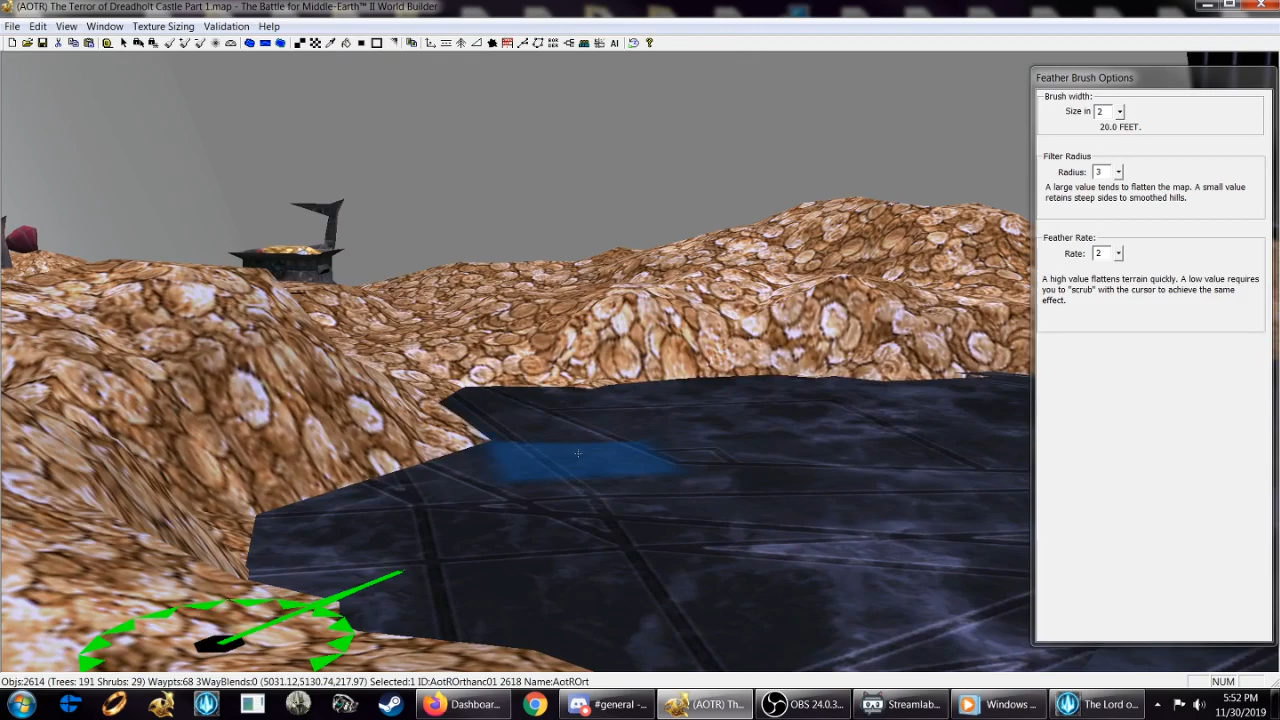 (AOTR) The Terror of Dreadholt Castle Part 1.map - The Battle for Middle-Earth™ II World Builder
File Edit View Window Texture Sizing Validation Help
AI
Feather Brush Options
Brush width:
Size in 2
20.0 FEET.
Filter Radius
Radius: 3
A large value tends to flatten the map. A small value
retains steep sides to smoothed hills.
Feather Rate:
Rate: 2
A high value flattens terrain quickly. A low value requires
you to "scrub" with the cursor to achieve the same
effect.
Objs:2614 (Trees: 191 Shrubs: 29) Waypts:68 3WayBlends:0 (5031.12,5130.74,217.97) Selected:1 ID:AotROrthanc01 2618 Name:AotROrt
NUM
Dashboar...
#general -...
(AOTR) Th...
OBS 24.0.3...
Streamlab...
Windows ...
The Lord o...
5:52 PM
11/30/2019